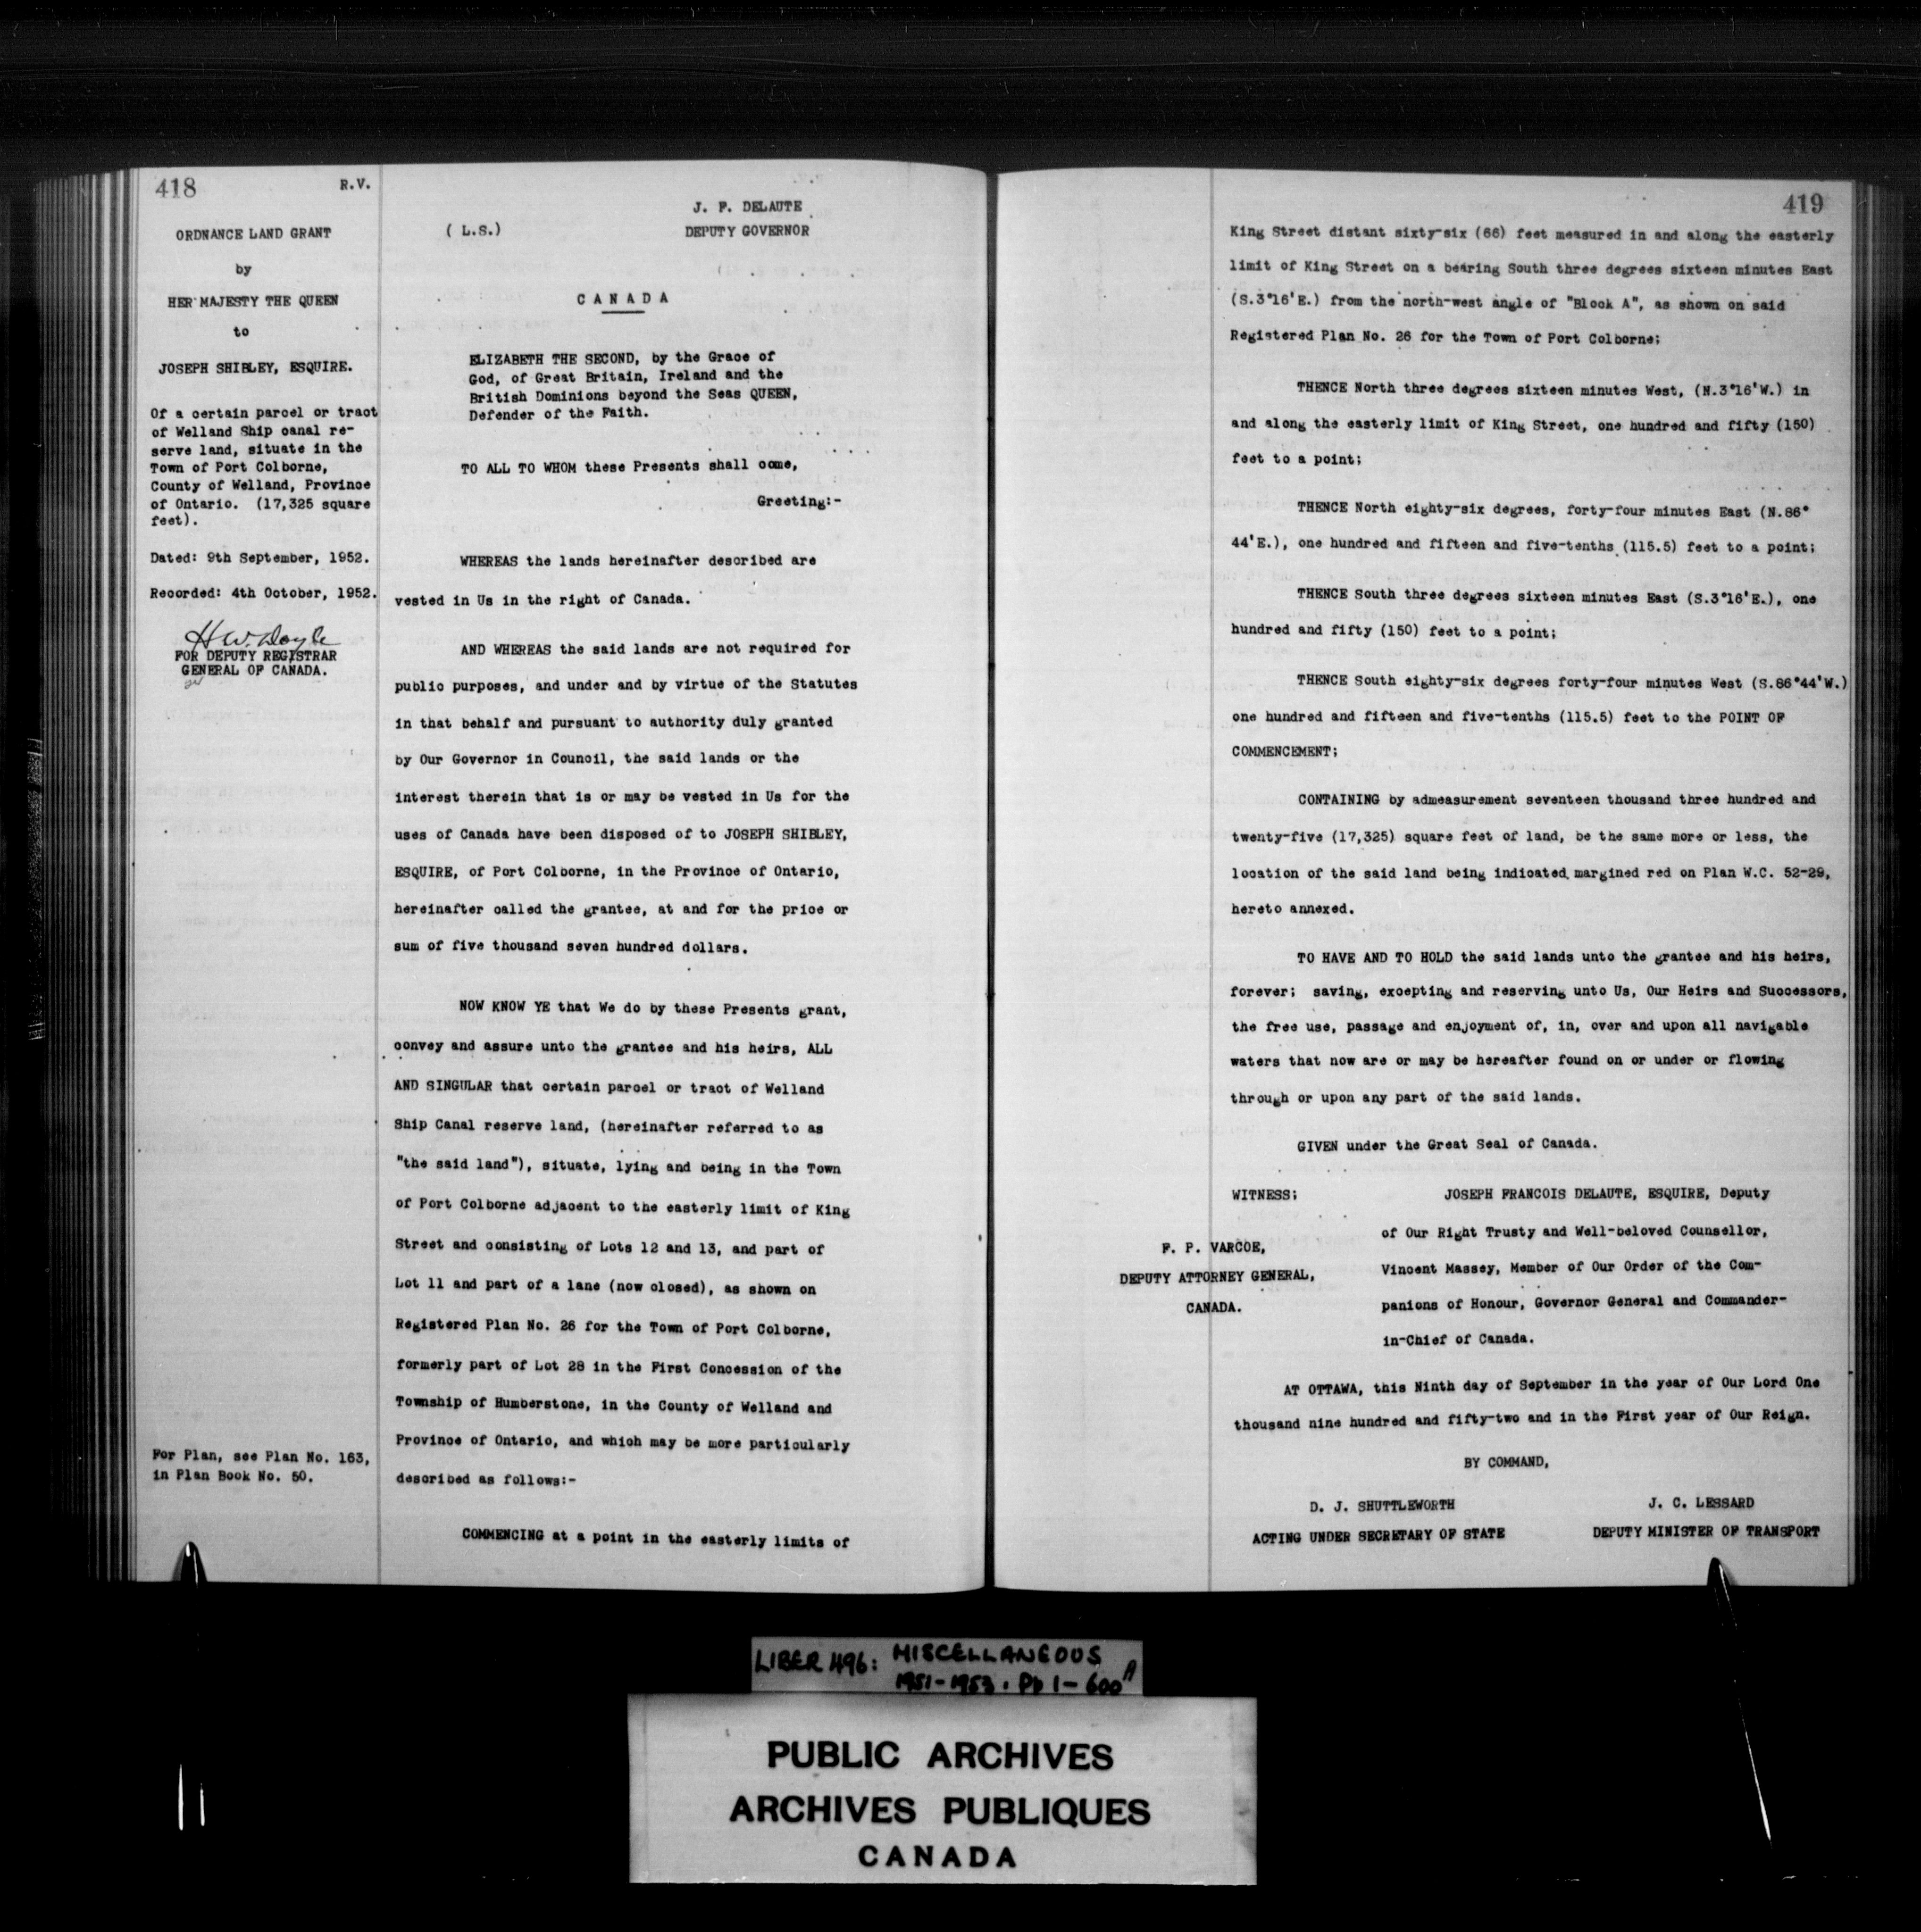 418
R.V.
ORDNANCE LAND GRANT
by
HER MAJESTY THE QUEEN
to
JOSEPH SHIBLEY, ESQUIRE.
Of a certain parcel or tract
of Welland Ship canal re-
serve land, situate in the
Town of Port Colborne,
County of Welland, Province
of Ontario. (17,325 square
feet).
Dated: 9th September, 1952.
Recorded: 4th October, 1952.
H W. Doyle
FOR DEPUTY REGISTRAR
GENERAL OF CANADA.
For Plan, see Plan No. 163,
in Plan Book No. 50.
J. F. DELAUTE
( L.S.) DEPUTY GOVERNOR
CANADA
ELIZABETH THE SECOND, by the Grace of
God, of Great Britain, Ireland and the
British Dominions beyond the Seas QUEEN,
Defender of the Faith.
TO ALL TO WHOM these Presents shall come,
Greeting:-
WHEREAS the lands hereinafter described are
vested in Us in the right of Canada.
AND WHEREAS the said lands are not required for
public purposes, and under and by virtue of the Statutes
in that behalf and pursuant to authority duly granted
by Our Governor in Council, the said lands or the
interest therein that is or may be vested in Us for the
uses of Canada have been disposed of to JOSEPH SHIBLEY,
ESQUIRE, of Port Colborne, in the Province of Ontario,
hereinafter called the grantee, at and for the price or
sum of five thousand seven hundred dollars.
NOW KNOW YE that We do by these Presents grant,
convey and assure unto the grantee and his heirs, ALL
AND SINGULAR that certain parcel or tract of Welland
Ship Canal reserve land, (hereinafter referred to as
"the said land"), situate, lying and being in the Town
of Port Colborne adjacent to the easterly limit of King
Street and consisting of Lots 12 and 13, and part of
Lot 11 and part of a lane (now closed), as shown on
Registered Plan No. 26 for the Town of Port Colborne,
formerly part of Lot 28 in the First Concession of the
Township of Humberstone, in the County of Welland and
Province of Ontario, and which may be more particularly
described as follows:-
COMMENCING at a point in the easterly limits of
419
King Street distant sixty-six (66) feet measured in and along the easterly
limit of King Street on a bearing South three degrees sixteen minutes East
(S.3°16'E.) from the north-west angle of "Block A", as shown on said
Registered Plan No. 26 for the Town of Port Colborne;
THENCE North three degrees sixteen minutes West, (N.3°16'W.) in
and along the easterly limit of King Street, one hundred and fifty (150)
feet to a point;
THENCE North eighty-six degrees, forty-four minutes East (N.86°
44'E.), one hundred and fifteen and five-tenths (115.5) feet to a point;
THENCE South three degrees sixteen minutes East (S.3°16'E.), one
hundred and fifty (150) feet to a point;
THENCE South eighty-six degrees forty-four minutes West (S.86°44'W.)
one hundred and fifteen and five-tenths (115.5) feet to the POINT OF
COMMENCEMENT;
CONTAINING by admeasurement seventeen thousand three hundred and
twenty-five (17,325) square feet of land, be the same more or less, the
location of the said land being indicated margined red on Plan W.C. 52-29,
hereto annexed.
TO HAVE AND TO HOLD the said lands unto the grantee and his heirs,
forever; saving, excepting and reserving unto Us, Our Heirs and Successors,
the free use, passage and enjoyment of, in, over and upon all navigable
waters that now are or may be hereafter found on or under or flowing
through or upon any part of the said lands.
GIVEN under the Great Seal of Canada.
WITNESS; JOSEPH FRANCOIS DELAUTE, ESQUIRE, Deputy
of Our Right Trusty and Well-beloved Counsellor,
Vincent Massey, Member of Our Order of the Com-
panions of Honour, Governor General and Commander-
in-Chief of Canada.
F. P. VARCOE,
DEPUTY ATTORNEY GENERAL,
CANADA.
AT OTTAWA, this Ninth day of September in the year of Our Lord One
thousand nine hundred and fifty-two and in the First year of Our Reign.
BY COMMAND,
D. J. SHUTTLEWORTH
ACTING UNDER SECRETARY OF STATE
J. C. LESSARD
DEPUTY MINISTER OF TRANSPORT
LIBER 496: MISCELLANEOUS
1951-1953. Pp 1-600A
PUBLIC ARCHIVES
ARCHIVES PUBLIQUES
CANADA